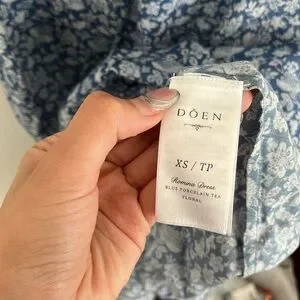 DÔEN
XS / TP
Romina Dress
BLUE PORCELAIN TEA
FLORAL